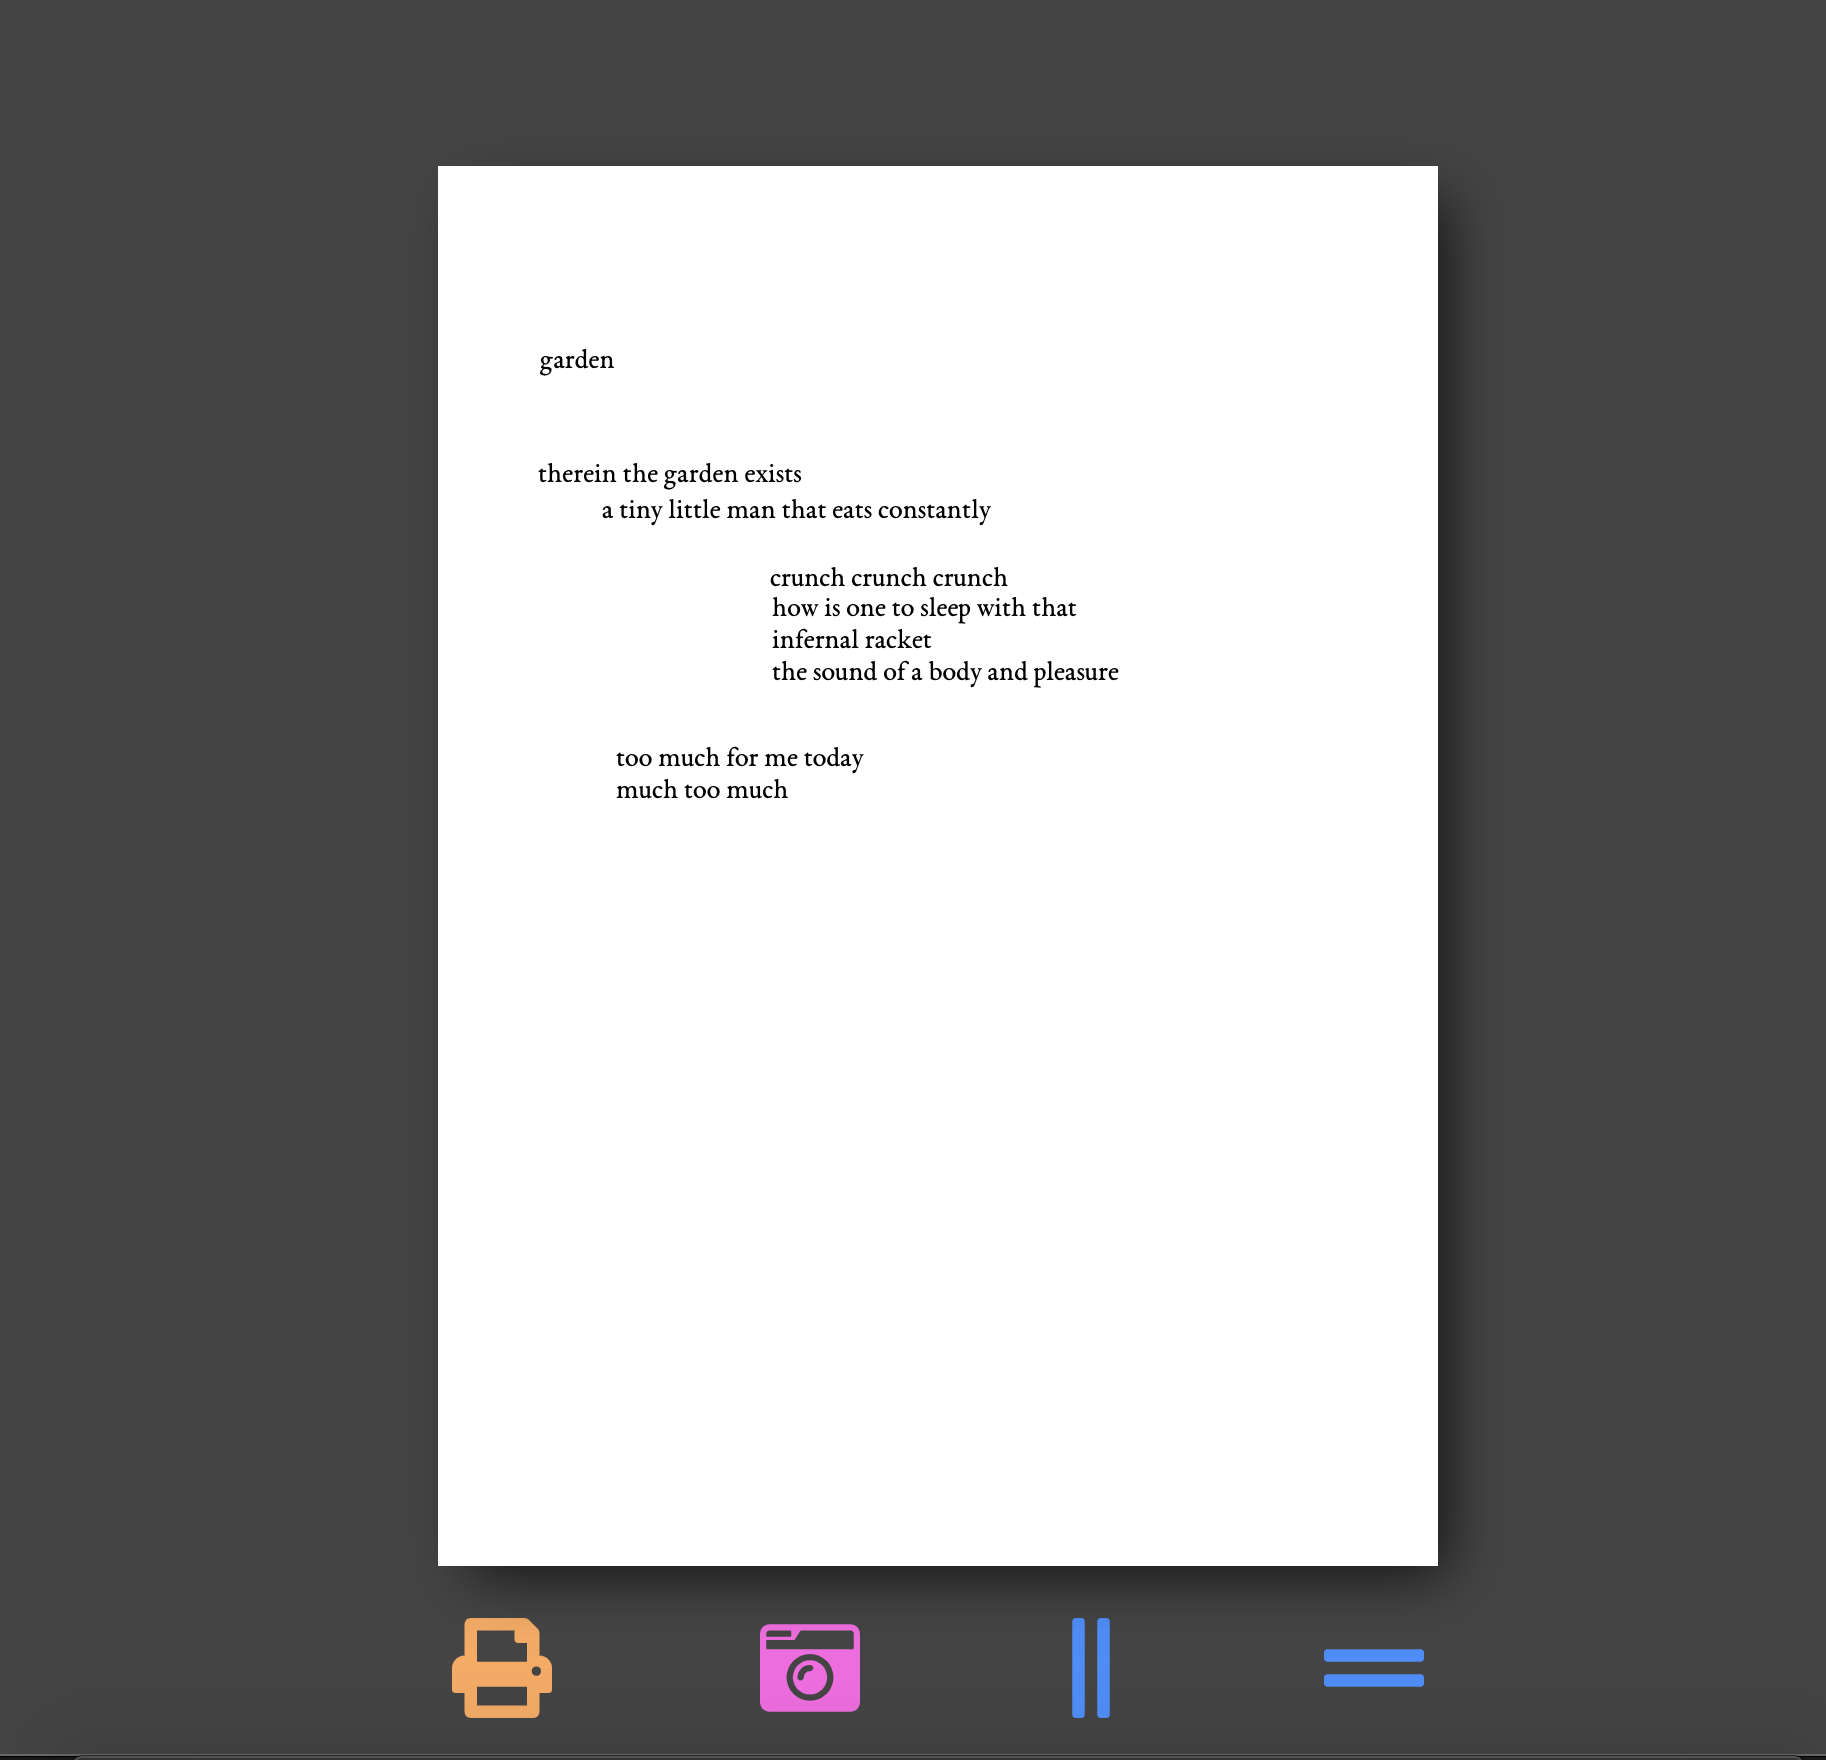 garden
therein the garden exists
a tiny little man that eats constantly
crunch crunch crunch
how is one to sleep with that
infernal racket
the sound of a body and pleasure
too much for me today
much too much